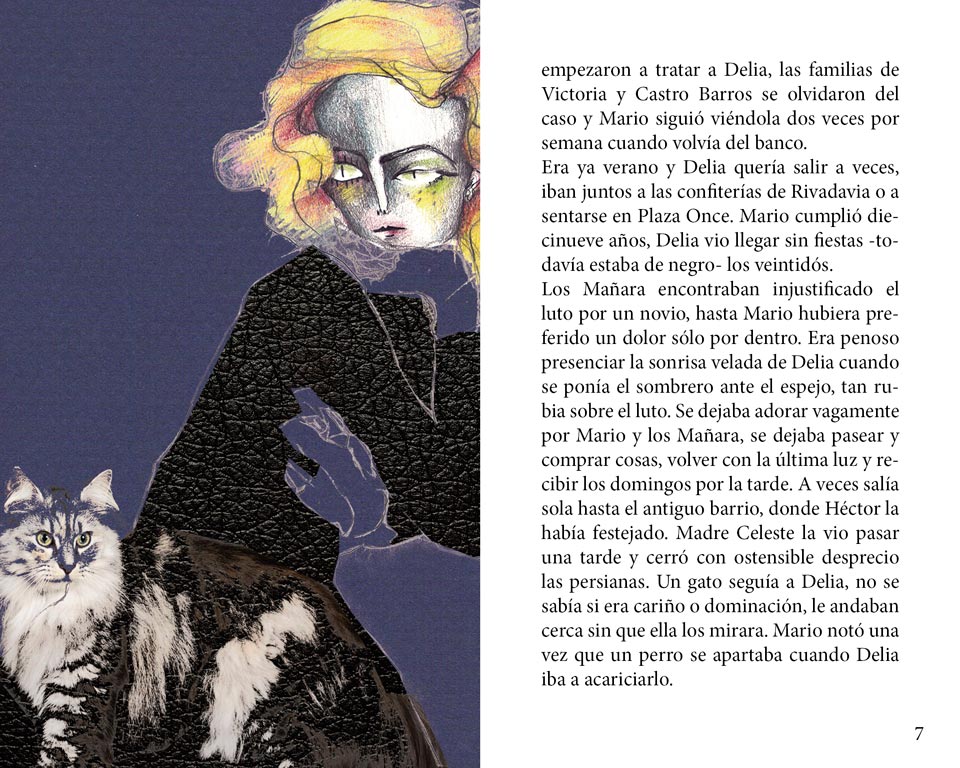 empezaron a tratar a Delia, las familias de
Victoria y Castro Barros se olvidaron del
caso y Mario siguió viéndola dos veces por
semana cuando volvía del banco.
Era ya verano y Delia quería salir a veces,
iban juntos a las confiterías de Rivadavia o a
sentarse en Plaza Once. Mario cumplió die-
cinueve años, Delia vio llegar sin fiestas -to-
davía estaba de negro- los veintidós.
Los Mañara encontraban injustificado el
luto por un novio, hasta Mario hubiera pre-
ferido un dolor sólo por dentro. Era penoso
presenciar la sonrisa velada de Delia cuando
se ponía el sombrero ante el espejo, tan ru-
bia sobre el luto. Se dejaba adorar vagamente
por Mario y los Mañara, se dejaba pasear y
comprar cosas, volver con la última luz y re-
cibir los domingos por la tarde. A veces salía
sola hasta el antiguo barrio, donde Héctor la
había festejado. Madre Celeste la vio pasar
una tarde y cerró con ostensible desprecio
las persianas. Un gato seguía a Delia, no se
sabía si era cariño o dominación, le andaban
cerca sin que ella los mirara. Mario notó una
vez que un perro se apartaba cuando Delia
iba a acariciarlo.
7